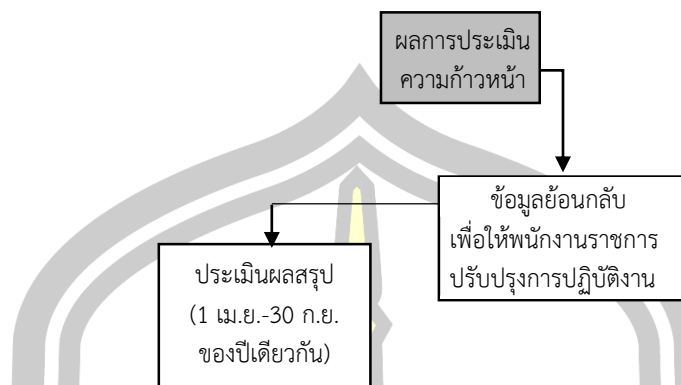 ผลการประเมิน
ความก้าวหน้า
ข้อมูลย้อนกลับ
เพื่อให้พนักงานราชการ
ปรับปรุงการปฏิบัติงาน
ประเมินผลสรุป
(1 เม.ย.-30 ก.ย.
ของปีเดียวกัน)